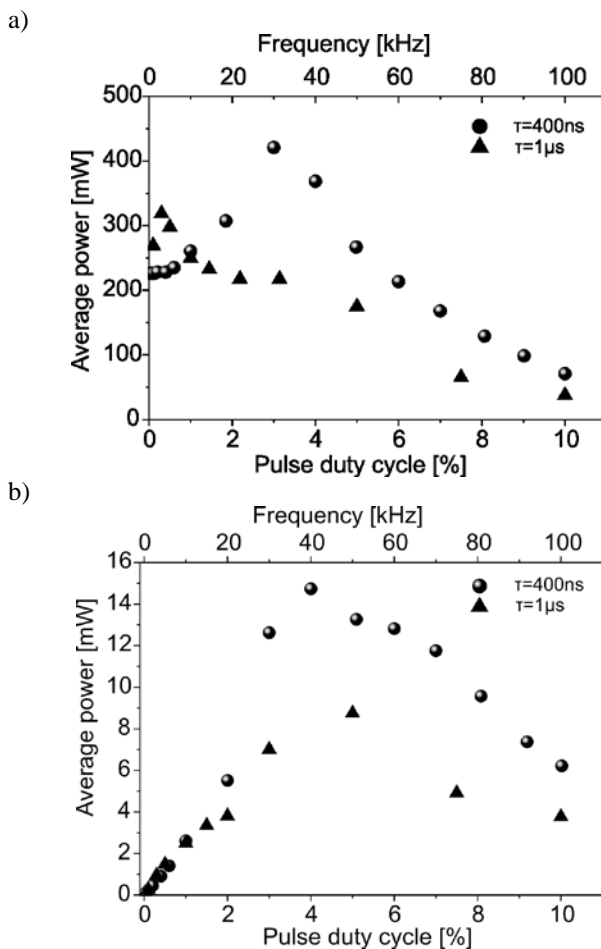 a)
Frequency [kHz]
0 20 40 60 80 100
500
400
300
200
100
0
Average power [mW]
τ=400ns
τ=1µs
0 2 4 6 8 10
Pulse duty cycle [%]
b)
Frequency [kHz]
0 20 40 60 80 100
16
14
12
10
8
6
4
2
0
Average power [mW]
τ=400ns
τ=1µs
0 2 4 6 8 10
Pulse duty cycle [%]